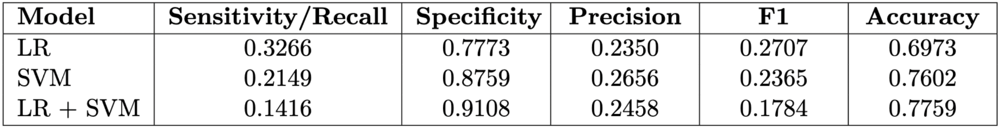 Model Sensitivity/Recall Specificity Precision F1 Accuracy
LR 0.3266 0.7773 0.2350 0.2707 0.6973
SVM 0.2149 0.8759 0.2656 0.2365 0.7602
LR + SVM 0.1416 0.9108 0.2458 0.1784 0.7759